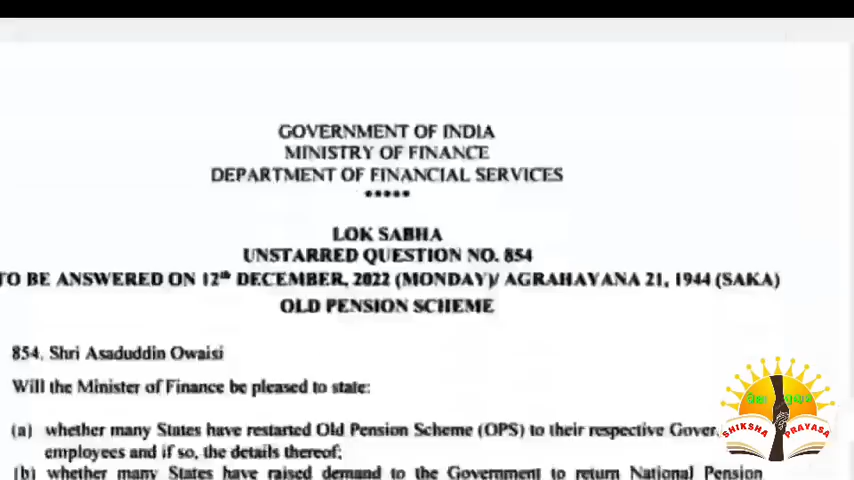 GOVERNMENT OF INDIA
MINISTRY OF FINANCE
DEPARTMENT OF FINANCIAL SERVICES
*****
LOK SABHA
UNSTARRED QUESTION NO. 854
TO BE ANSWERED ON 12th DECEMBER, 2022 (MONDAY)/ AGRAHAYANA 21, 1944 (SAKA)
OLD PENSION SCHEME
854. Shri Asaduddin Owaisi
Will the Minister of Finance be pleased to state:
(a) whether many States have restarted Old Pension Scheme (OPS) to their respective Gover
employees and if so, the details thereof;
(b) whether many States have raised demand to the Government to return National Pension
SHIKSHA PRAYASA